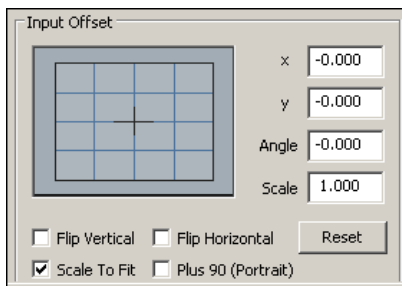 Input Offset
x -0.000
y -0.000
Angle -0.000
Scale 1.000
Flip Vertical Flip Horizontal Reset
Scale To Fit Plus 90 (Portrait)